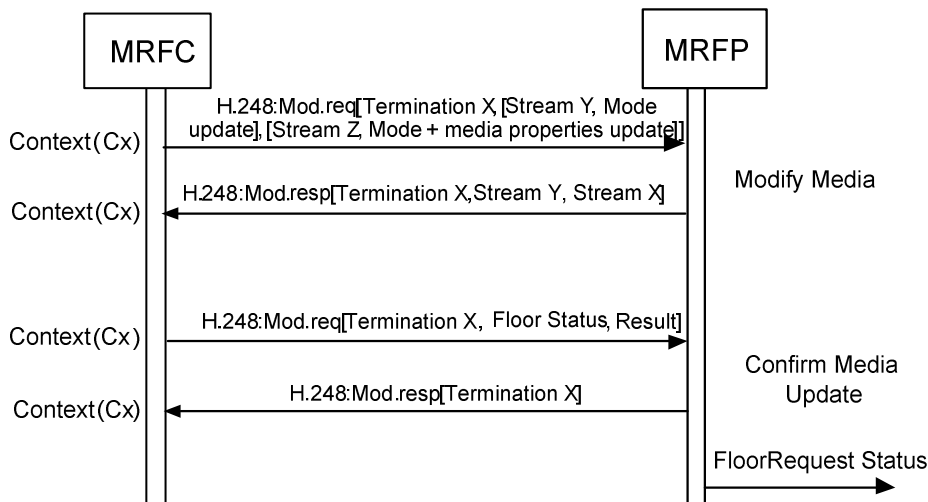 MRFC
MRFP
H.248:Mod.req[Termination X, [Stream Y, Mode
update], [Stream Z, Mode + media properties update]]
Context(Cx)
Modify Media
H.248:Mod.resp[Termination X,Stream Y, Stream X]
Context(Cx)
H.248:Mod.req[Termination X, Floor Status, Result]
Context(Cx)
Confirm Media
Update
H.248:Mod.resp[Termination X]
Context(Cx)
FloorRequest Status